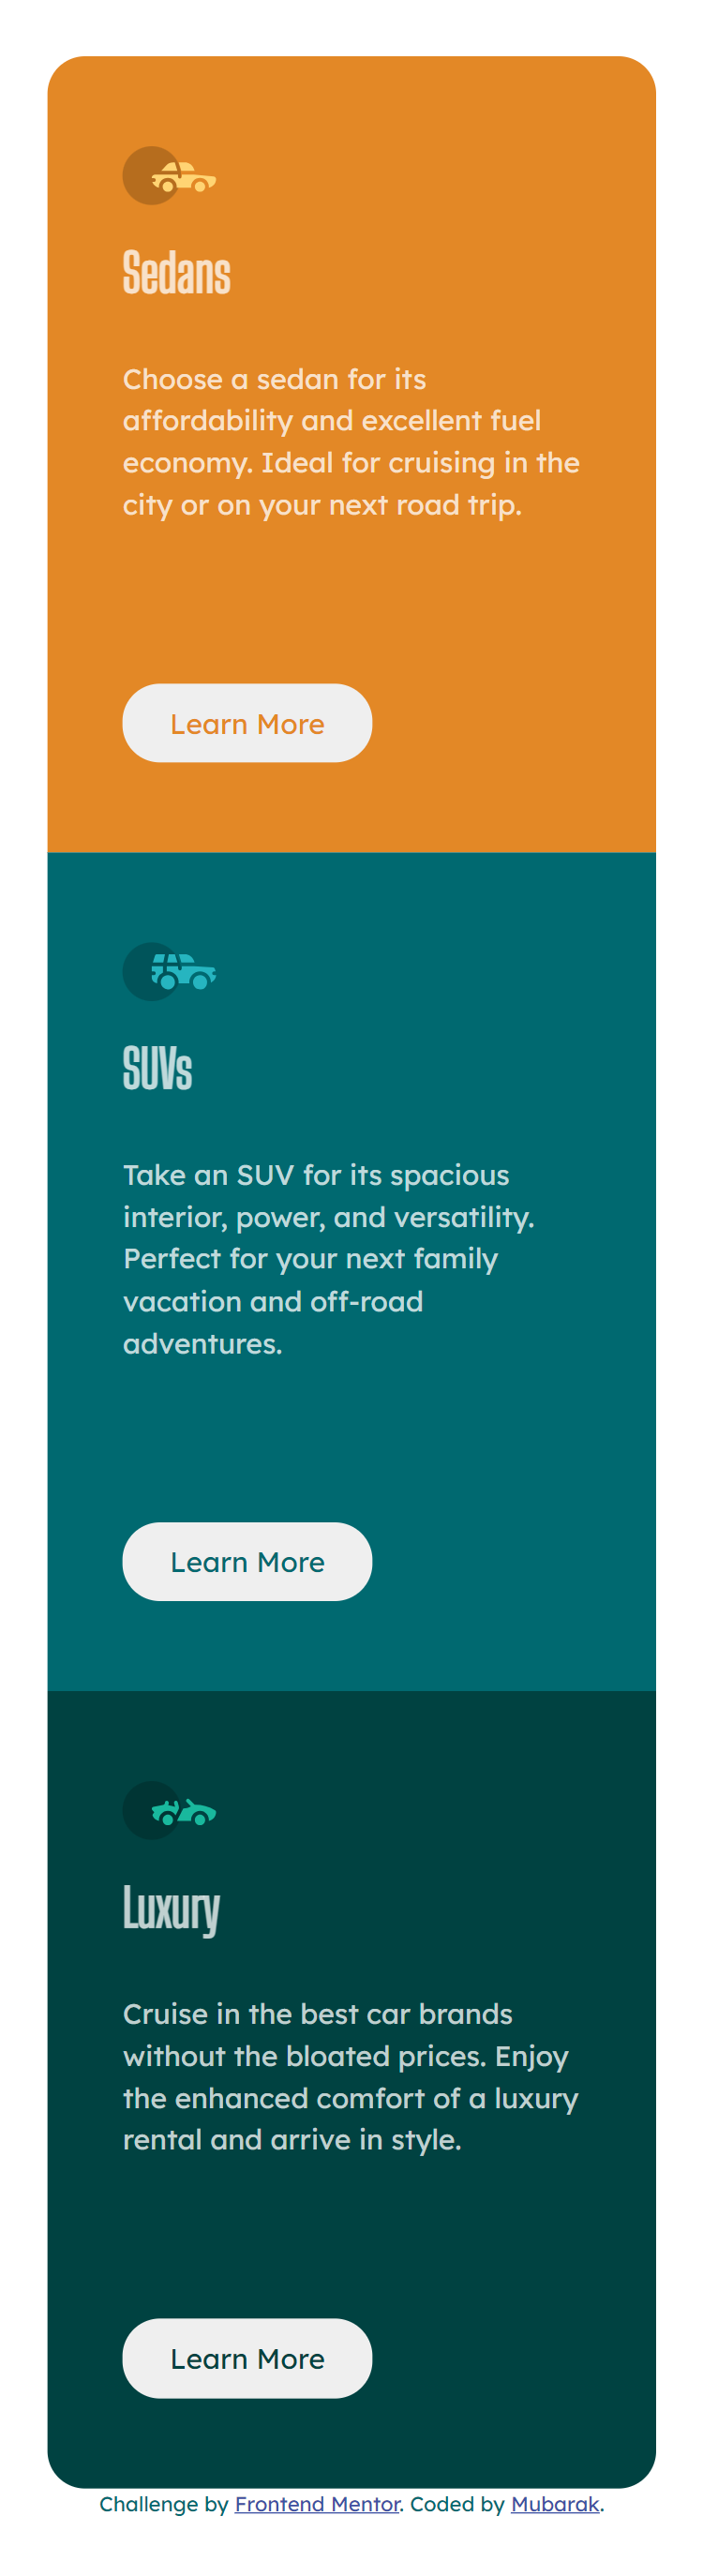 Sedans
Choose a sedan for its
affordability and excellent fuel
economy. Ideal for cruising in the
city or on your next road trip.
Learn More
SUVs
Take an SUV for its spacious
interior, power, and versatility.
Perfect for your next family
vacation and off-road
adventures.
Learn More
Luxury
Cruise in the best car brands
without the bloated prices. Enjoy
the enhanced comfort of a luxury
rental and arrive in style.
Learn More
Challenge by Frontend Mentor. Coded by Mubarak.